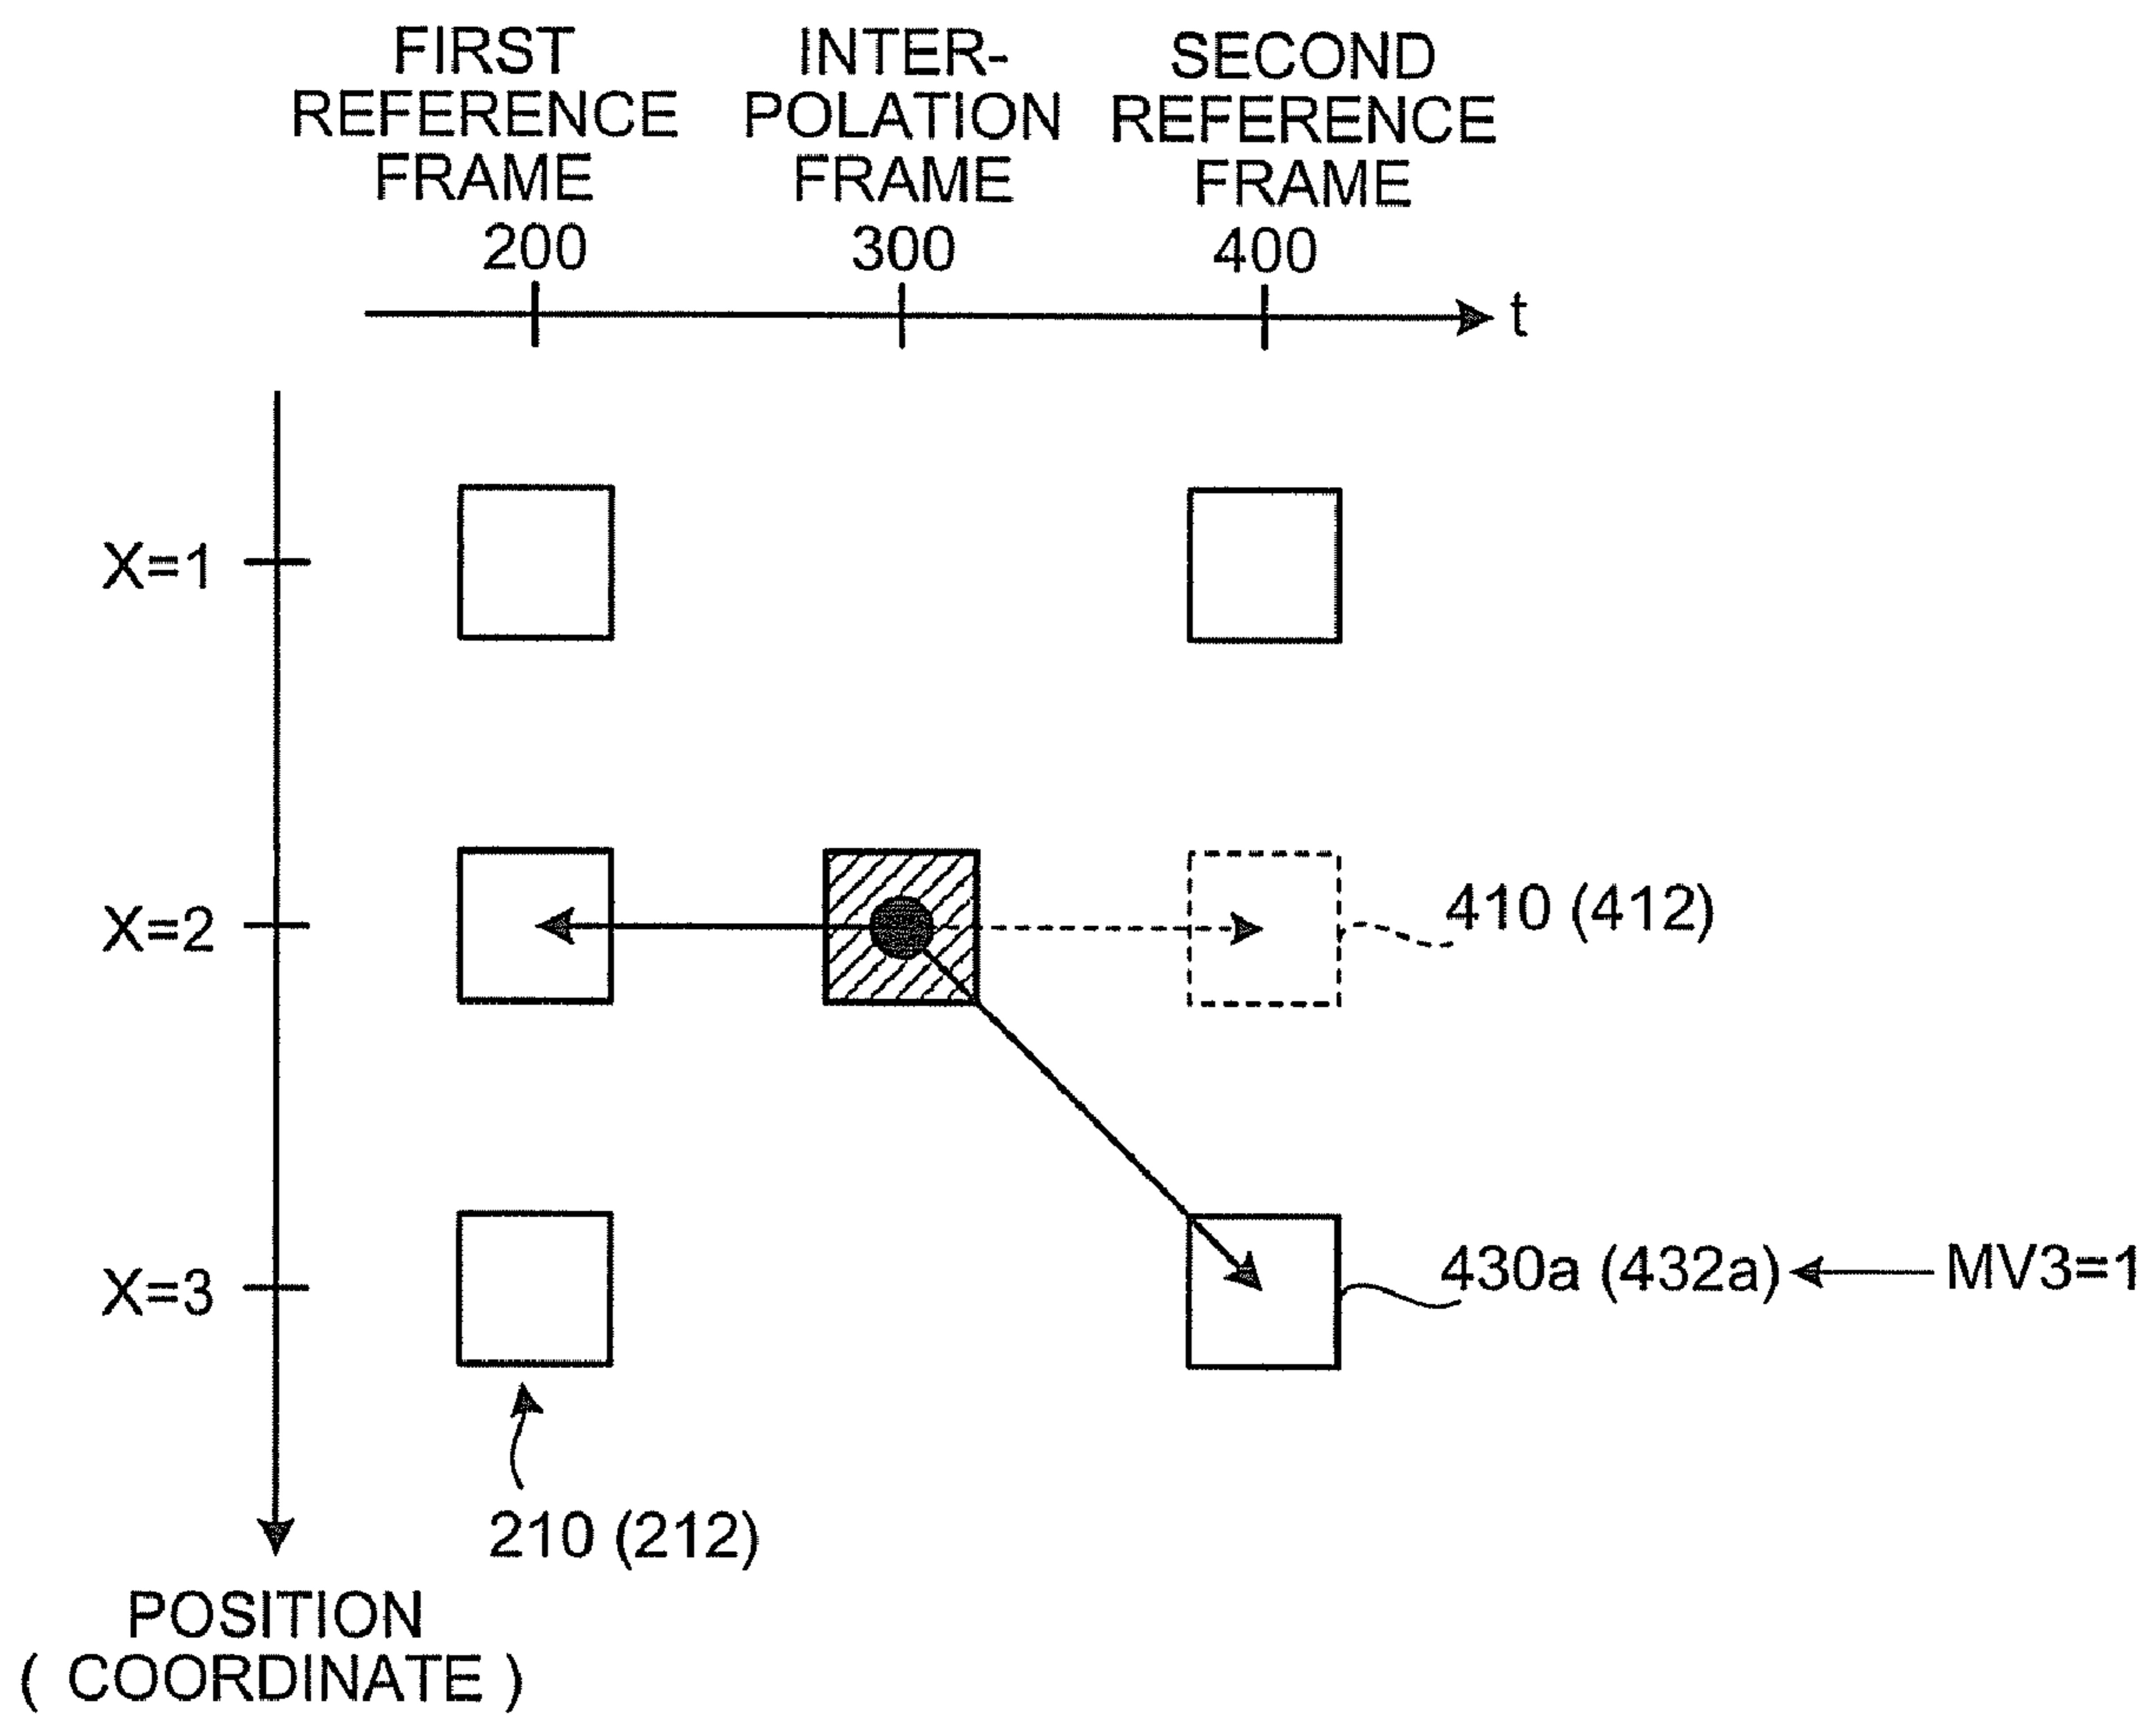 FIRST
REFERENCE
FRAME
200
INTER-
POLATION
FRAME
300
SECOND
REFERENCE
FRAME
400
t
X=1
X=2
410 (412)
X=3
430a (432a)
MV3=1
210 (212)
POSITION
( COORDINATE )